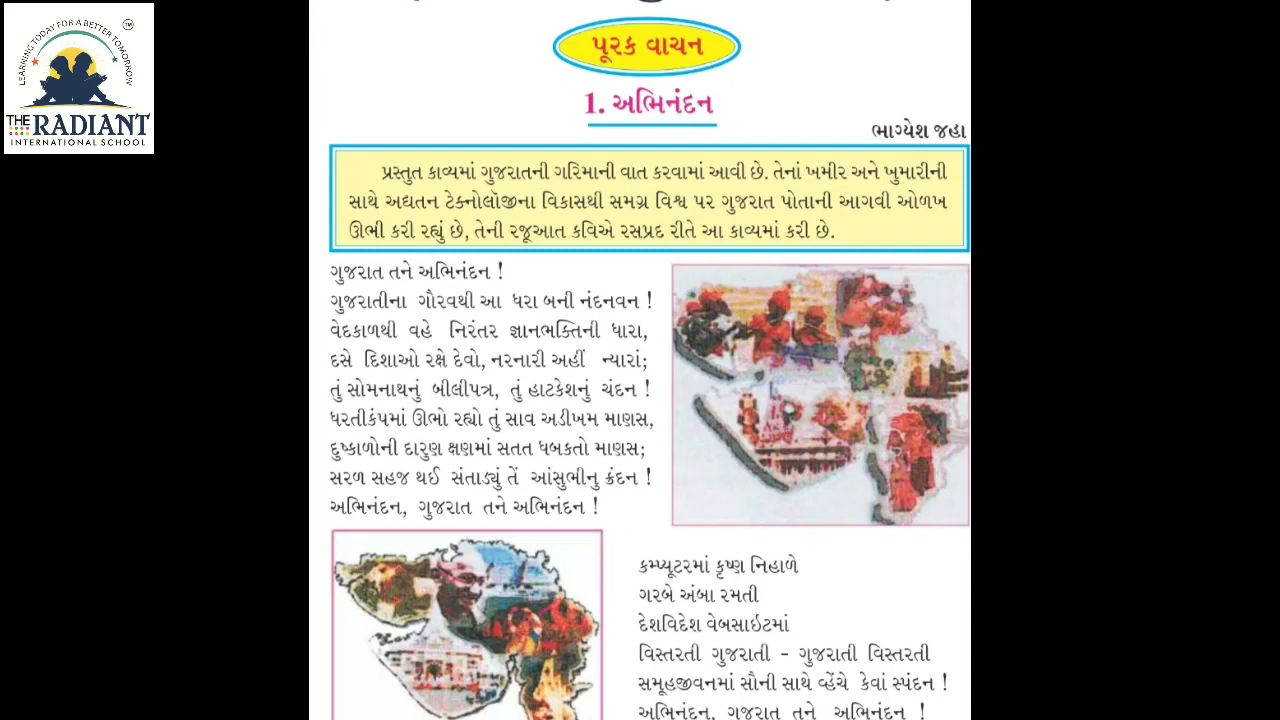 LEARNING TODAY FOR A BETTER TOMORROW
TM
THE RADIANT
INTERNATIONAL SCHOOL
પૂરક વાચન
1. અભિનંદન
ભાગ્યેશ જહા
પ્રસ્તુત કાવ્યમાં ગુજરાતની ગરિમાની વાત કરવામાં આવી છે. તેનાં ખમીર અને ખુમારીની
સાથે અદ્યતન ટેક્નોલૉજીના વિકાસથી સમગ્ર વિશ્વ પર ગુજરાત પોતાની આગવી ઓળખ
ઊભી કરી રહ્યું છે, તેની રજૂઆત કવિએ રસપ્રદ રીતે આ કાવ્યમાં કરી છે.
ગુજરાત તને અભિનંદન !
ગુજરાતીના ગૌરવથી આ ધરા બની નંદનવન !
વેદકાળથી વહે નિરંતર જ્ઞાનભક્તિની ધારા,
દસે દિશાઓ રક્ષે દેવો, નરનારી અહીં ન્યારાં;
તું સોમનાથનું બીલીપત્ર, તું હાટકેશનું ચંદન !
ધરતીકંપમાં ઊભો રહ્યો તું સાવ અડીખમ માણસ,
દુષ્કાળોની દારુણ ક્ષણમાં સતત ધબકતો માણસ;
સરળ સહજ થઈ સંતાડ્યું તેં આંસુભીનુ ક્રંદન !
અભિનંદન, ગુજરાત તને અભિનંદન !
કમ્પ્યૂટરમાં કૃષ્ણ નિહાળે
ગરબે અંબા રમતી
દેશવિદેશ વેબસાઇટમાં
વિસ્તરતી ગુજરાતી - ગુજરાતી વિસ્તરતી
સમૂહજીવનમાં સૌની સાથે વ્હેંચે કેવાં સ્પંદન !
અભિનંદન, ગુજરાત તને અભિનંદન !